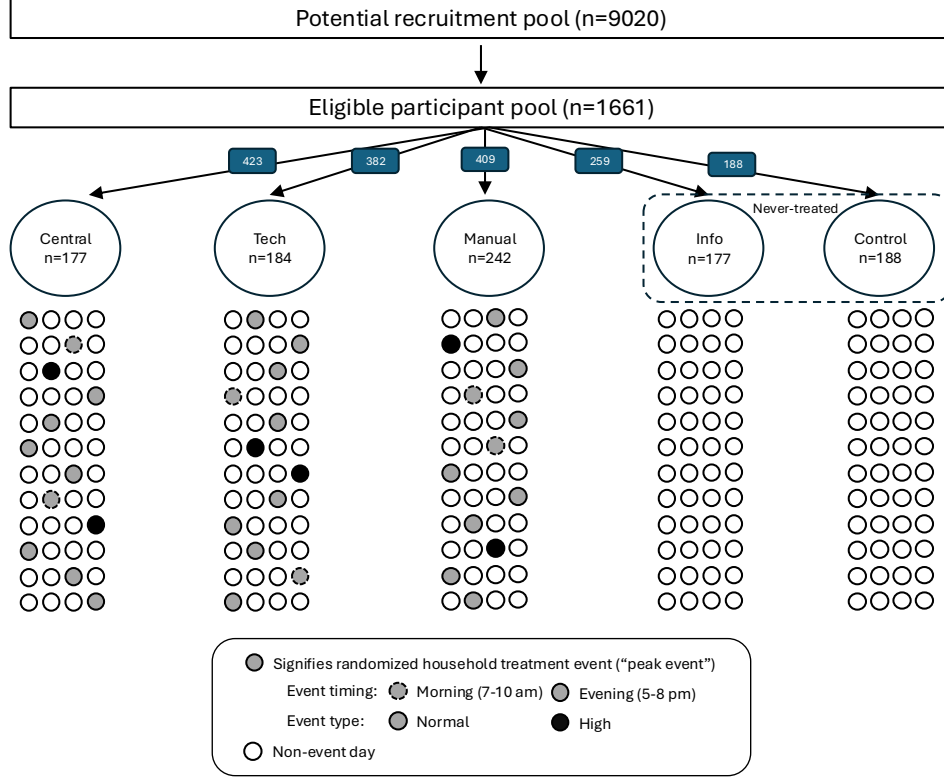 Potential recruitment pool (n=9020)
Eligible participant pool (n=1661)
423
382
409
259
188
Never-treated
Central
n=177
Tech
n=184
Manual
n=242
Info
n=177
Control
n=188
Signifies randomized household treatment event (“peak event”)
Event timing: Morning (7-10 am) Evening (5-8 pm)
Event type: Normal High
Non-event day